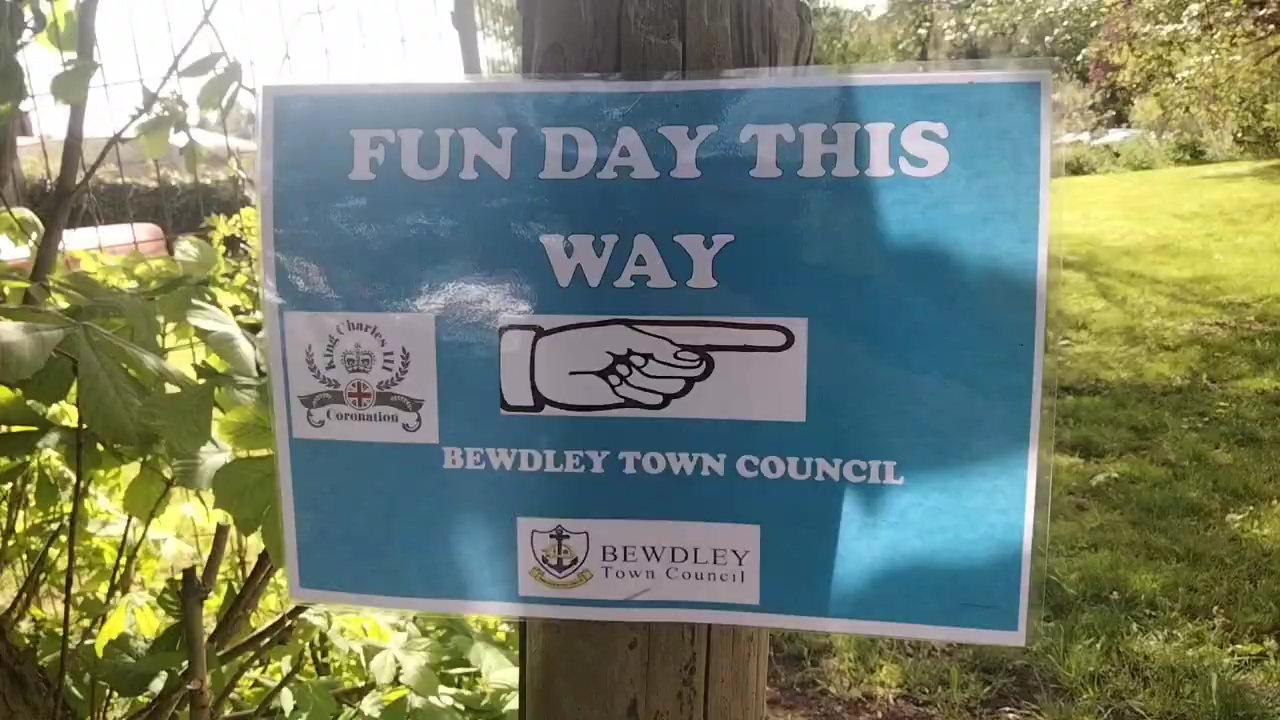 FUN DAY THIS
WAY
King Charles III
Coronation
BEWDLEY TOWN COUNCIL
BEWDLEY
Town Council